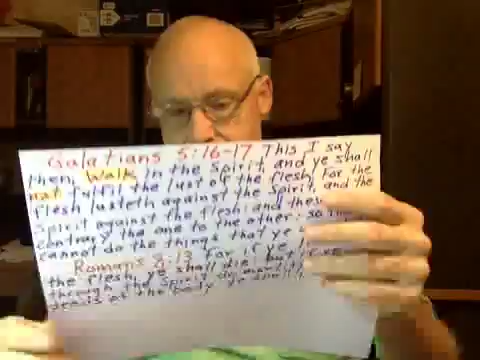 Galatians 5:16-17 This I say
then, Walk in the Spirit, and ye shall
not fulfil the lust of the flesh. For the
flesh lusteth against the Spirit, and the
Spirit against the flesh: and these
contrary the one to the other: so
cannot do the things that ye
Romans 8:13 For if ye
the flesh, ye shall die: but if ye
through the Spirit do
deeds of the body, ye